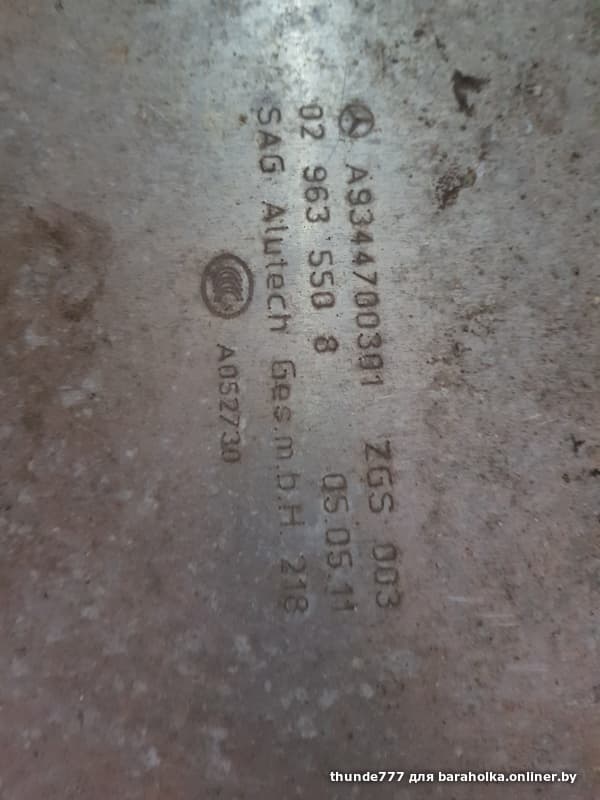 A9344700301 ZGS 003
02 963 550 8 05.05.11
SAG Alutech Ges.m.b.H. 218
A052730
thunde777 для baraholka.onliner.by